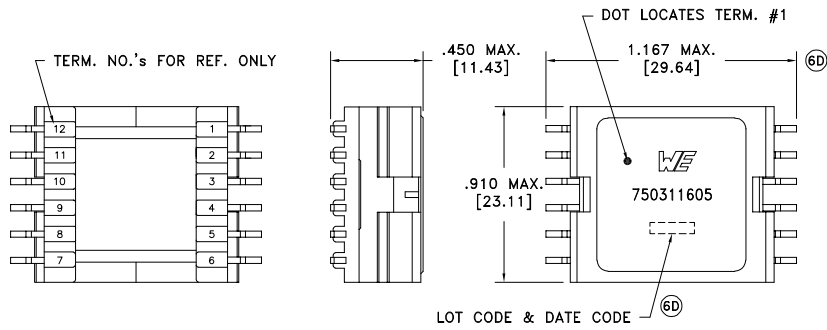 DOT LOCATES TERM. #1
TERM. NO.'s FOR REF. ONLY
.450 MAX.
[11.43]
1.167 MAX.
[29.64]
6D
12
11
10
9
8
7
1
2
3
4
5
6
.910 MAX.
[23.11]
WE
750311605
LOT CODE & DATE CODE
6D